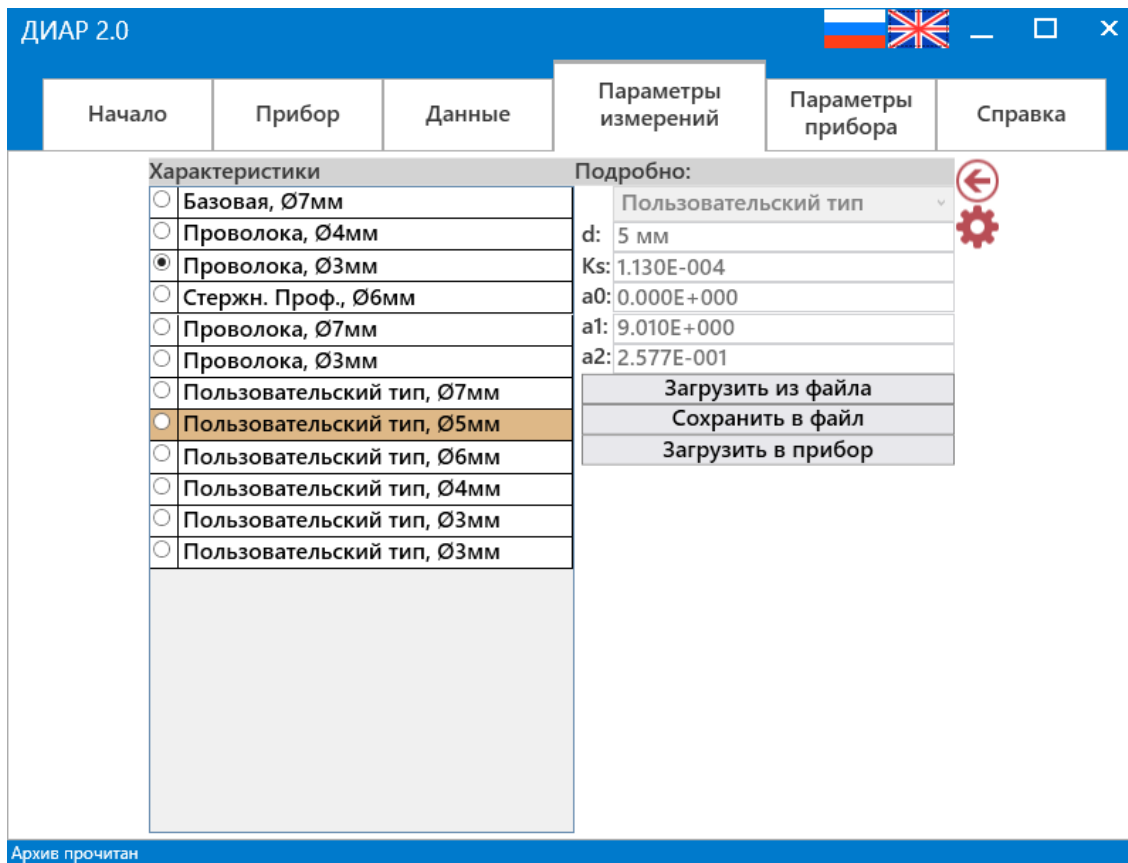 ДИАР 2.0
Начало
Прибор
Данные
Параметры
измерений
Параметры
прибора
Справка
Характеристики
Базовая, Ø7мм
Проволока, Ø4мм
Проволока, Ø3мм
Стержн. Проф., Ø6мм
Проволока, Ø7мм
Проволока, Ø3мм
Пользовательский тип, Ø7мм
Пользовательский тип, Ø5мм
Пользовательский тип, Ø6мм
Пользовательский тип, Ø4мм
Пользовательский тип, Ø3мм
Пользовательский тип, Ø3мм
Подробно:
Пользовательский тип
d: 5 мм
Ks: 1.130E-004
a0: 0.000E+000
a1: 9.010E+000
a2: 2.577E-001
Загрузить из файла
Сохранить в файл
Загрузить в прибор
Архив прочитан